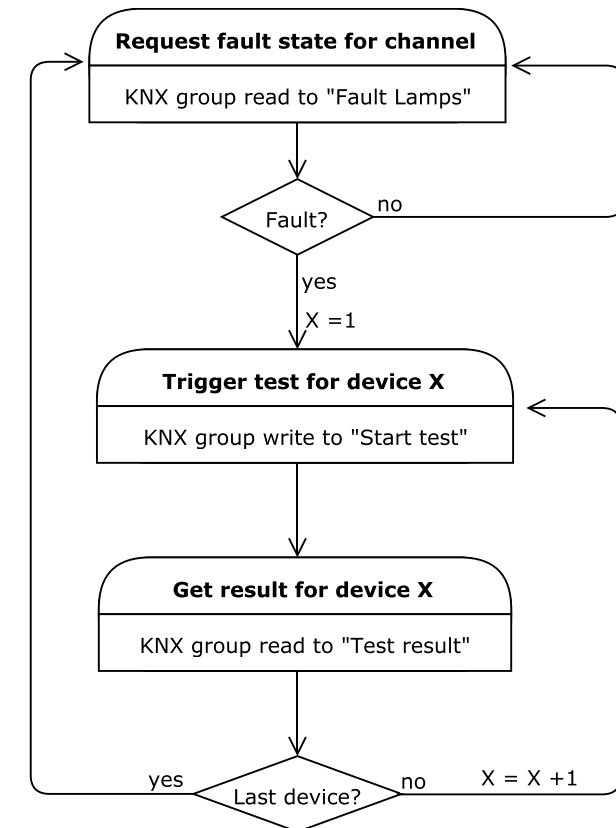 Request fault state for channel
KNX group read to "Fault Lamps"
Fault?
no
yes
X =1
Trigger test for device X
KNX group write to "Start test"
Get result for device X
KNX group read to "Test result"
yes
Last device?
no
X = X +1